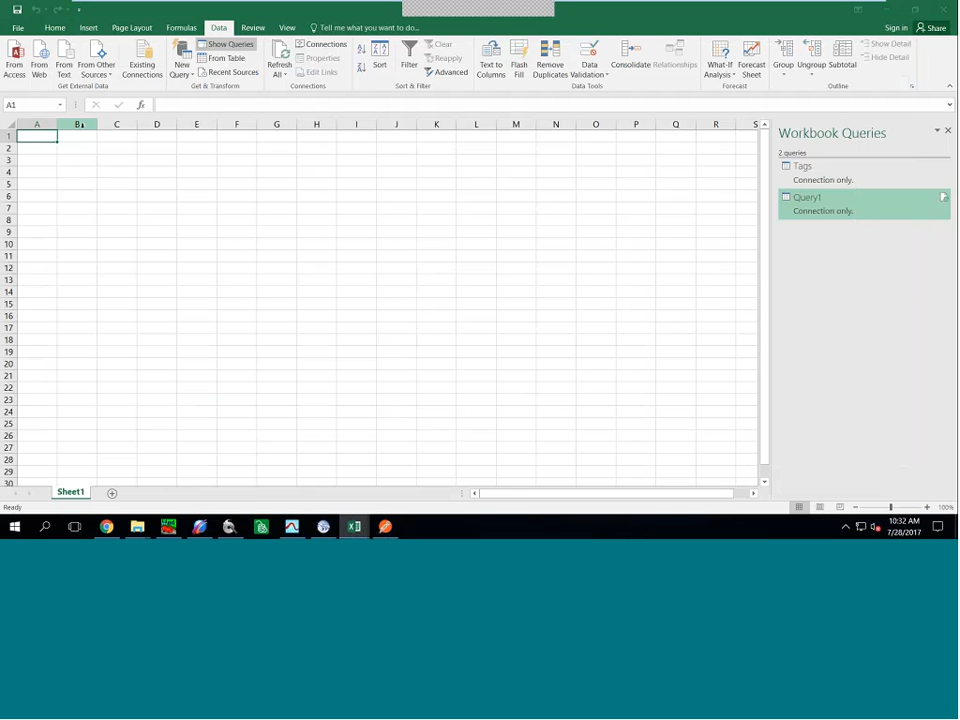 File Home Insert Page Layout Formulas Data Review View Tell me what you want to do... Sign in Share
From Access
From Web
From Text
From Other Sources
Existing Connections
Get External Data
New Query
Show Queries
From Table
Recent Sources
Get & Transform
Refresh All
Connections
Properties
Edit Links
Connections
Sort
Filter
Clear
Reapply
Advanced
Sort & Filter
Text to Columns
Flash Fill
Remove Duplicates
Data Validation
Consolidate
Relationships
Data Tools
What-If Analysis
Forecast Sheet
Forecast
Group
Ungroup
Subtotal
Show Detail
Hide Detail
Outline
A1 fx
A B C D E F G H I J K L M N O P Q R S
1
2
3
4
5
6
7
8
9
10
11
12
13
14
15
16
17
18
19
20
21
22
23
24
25
26
27
28
29
30
Workbook Queries
2 queries
Tags
Connection only.
Query1
Connection only.
Sheet1
Ready
100%
10:32 AM
7/28/2017